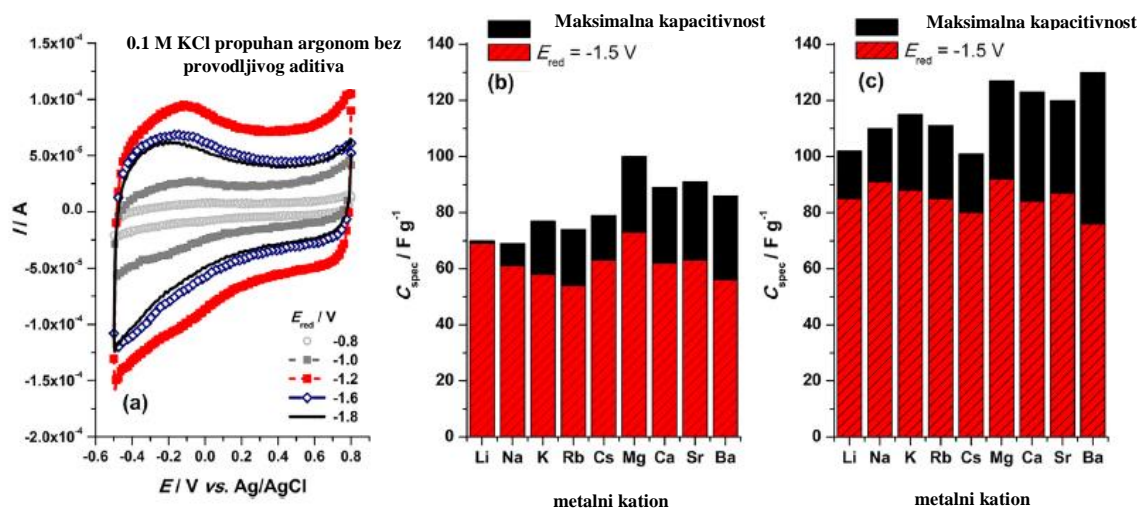 0.1 M KCl propuhan argonom bez
provodljivog aditiva
1.5x10⁻⁴
1.0x10⁻⁴
5.0x10⁻⁵
0.0
-5.0x10⁻⁵
-1.0x10⁻⁴
-1.5x10⁻⁴
-2.0x10⁻⁴
I / A
E_red / V
-0.8
-1.0
-1.2
-1.6
-1.8
(a)
-0.6 -0.4 -0.2 0.0 0.2 0.4 0.6 0.8
E / V vs. Ag/AgCl
Maksimalna kapacitivnost
E_red = -1.5 V
(b)
140
120
100
80
60
40
20
0
C_spec / F g⁻¹
Li Na K Rb Cs Mg Ca Sr Ba
metalni kation
Maksimalna kapacitivnost
E_red = -1.5 V
(c)
140
120
100
80
60
40
20
0
C_spec / F g⁻¹
Li Na K Rb Cs Mg Ca Sr Ba
metalni kation